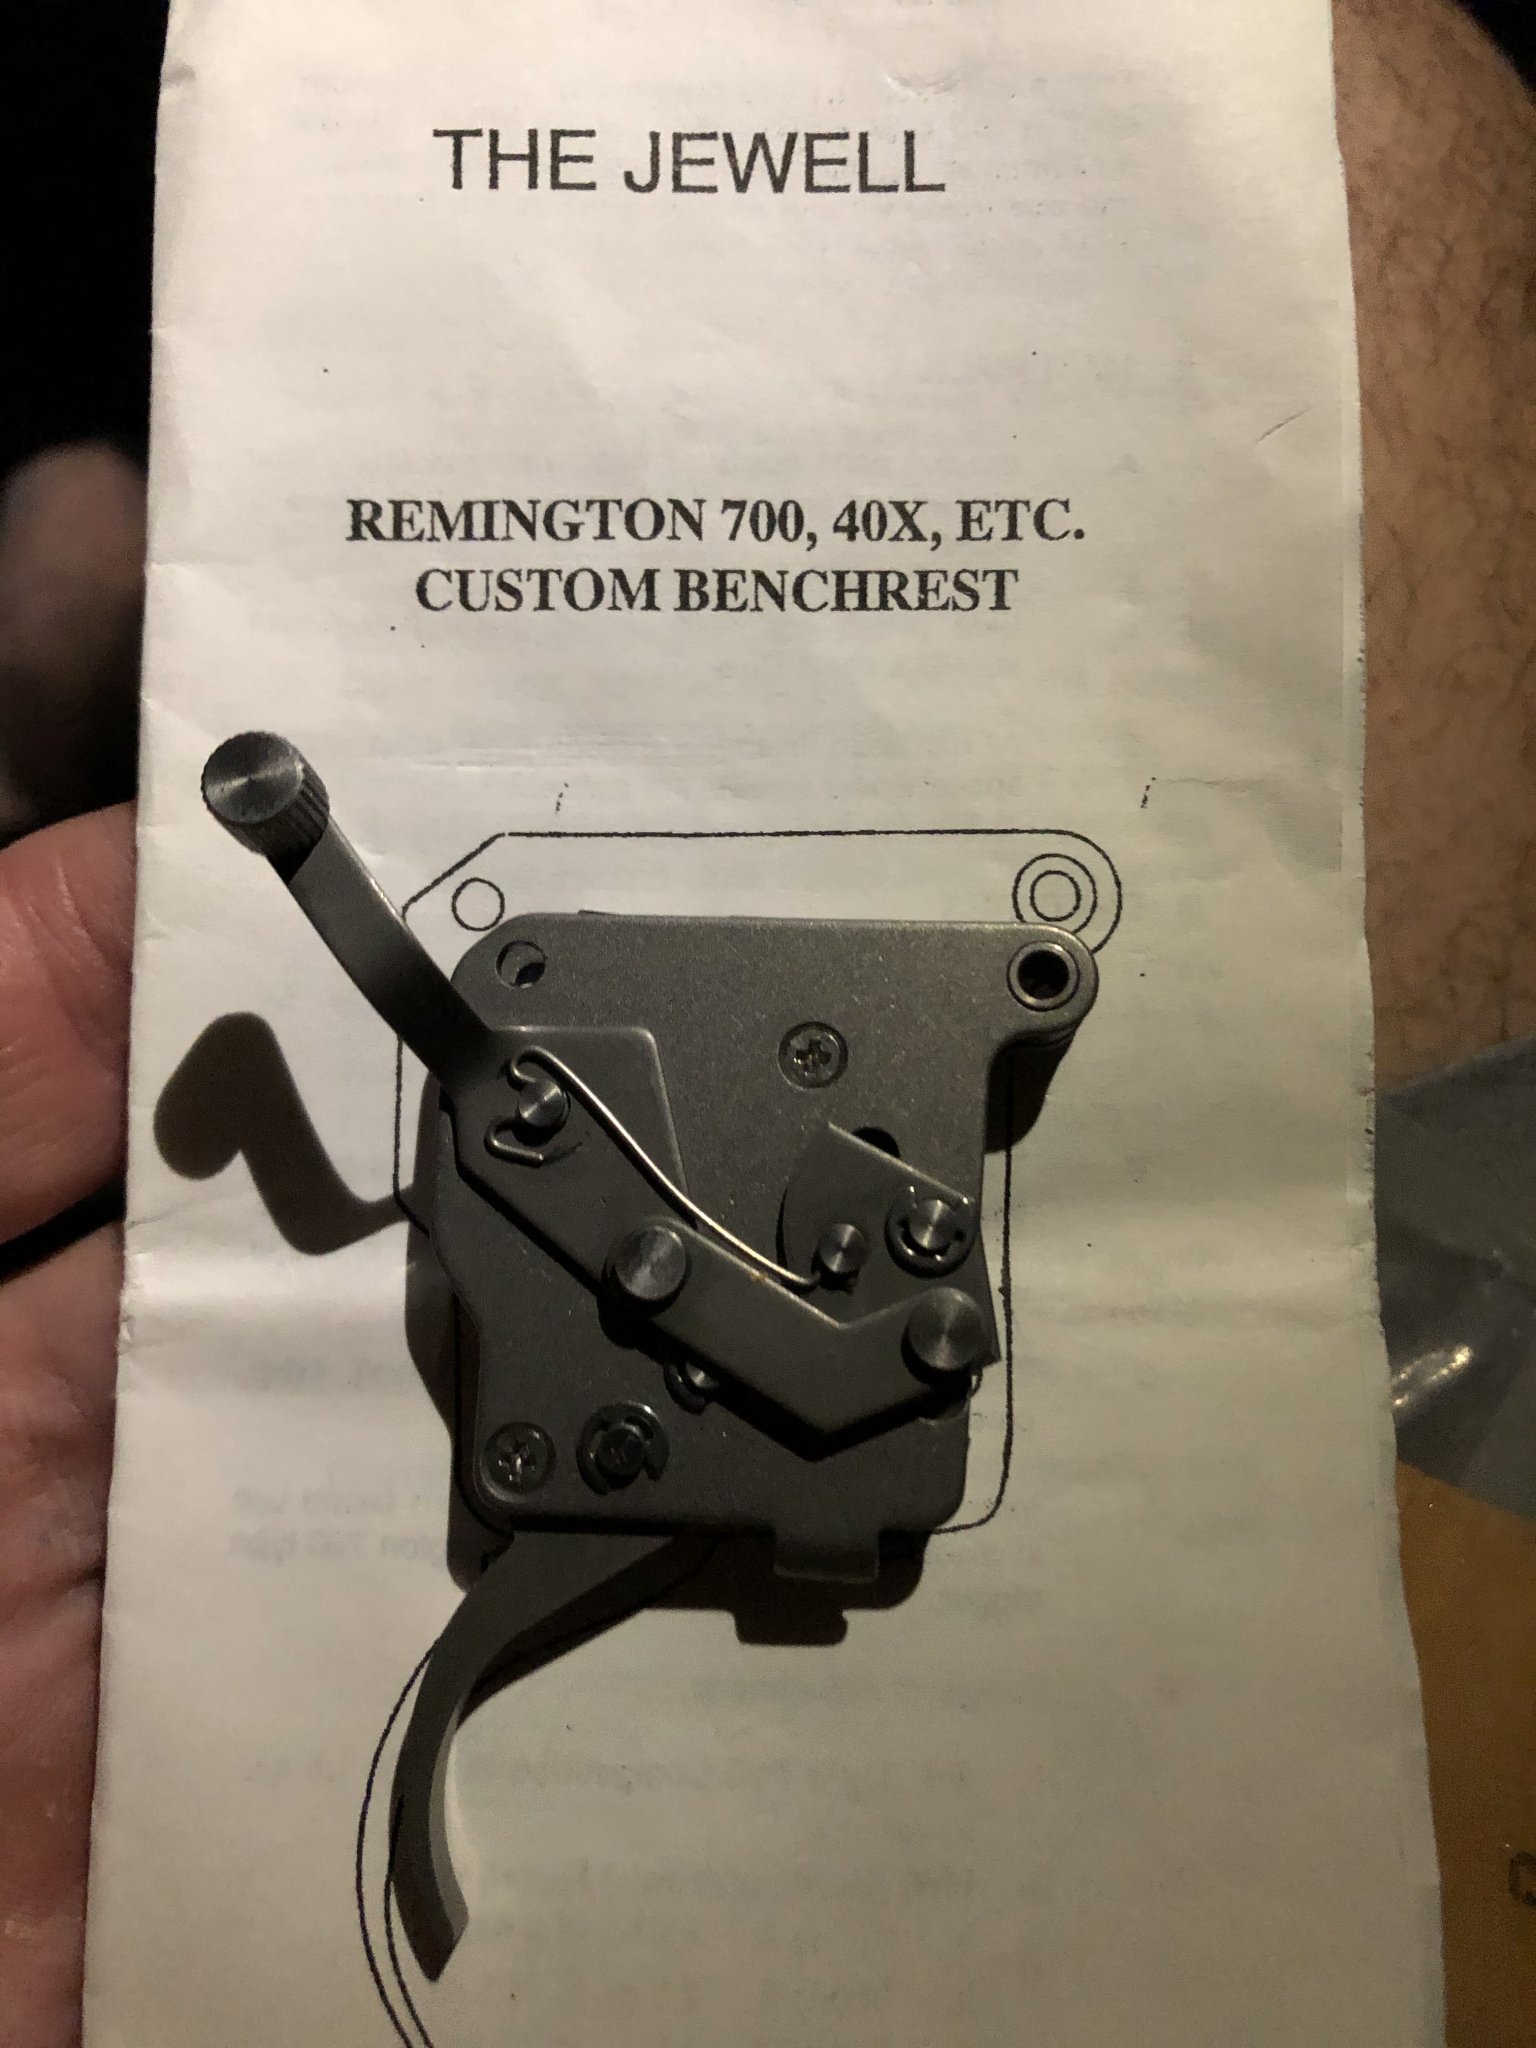 THE JEWELL
REMINGTON 700, 40X, ETC.
CUSTOM BENCHREST